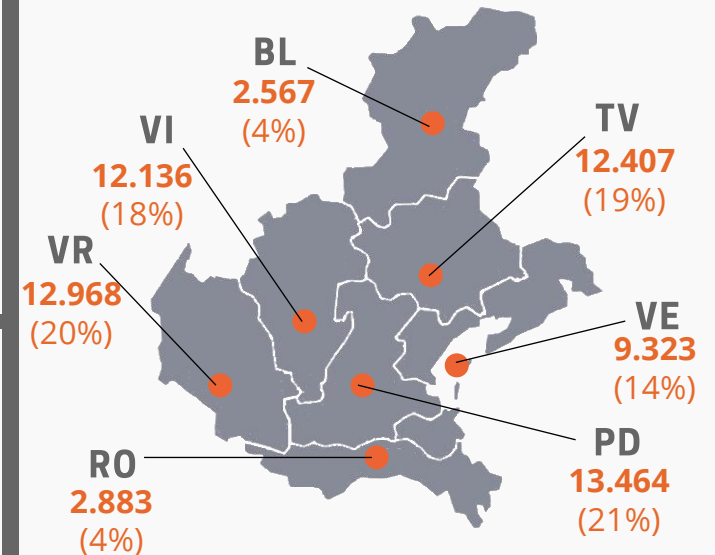 BL
2.567
(4%)
VI
12.136
(18%)
TV
12.407
(19%)
VR
12.968
(20%)
VE
9.323
(14%)
PD
13.464
(21%)
RO
2.883
(4%)